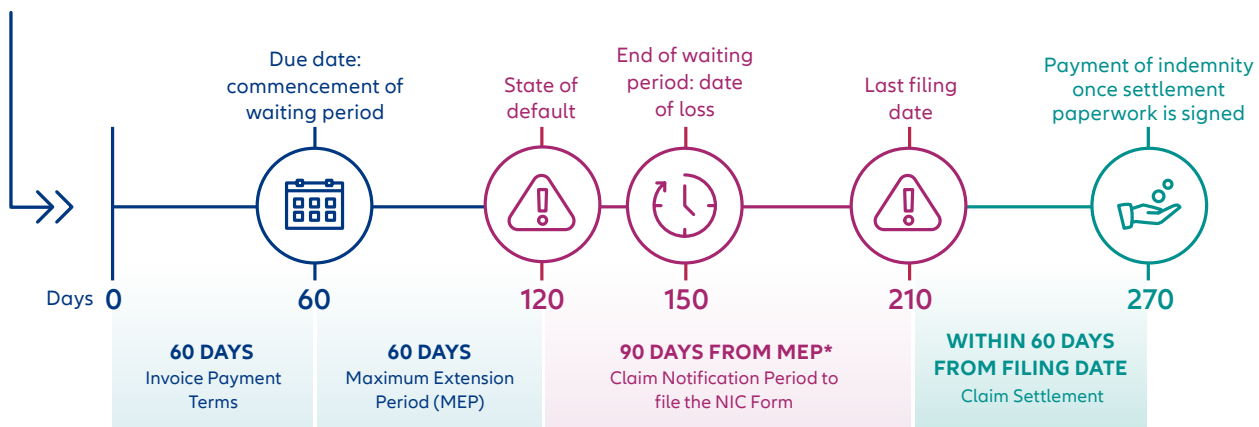 Due date:
commencement of
waiting period
State of
default
End of waiting
period: date
of loss
Last filing
date
Payment of indemnity
once settlement
paperwork is signed
Days 0 60 120 150 210 270
60 DAYS
Invoice Payment
Terms
60 DAYS
Maximum Extension
Period (MEP)
90 DAYS FROM MEP*
Claim Notification Period to
file the NIC Form
WITHIN 60 DAYS
FROM FILING DATE
Claim Settlement